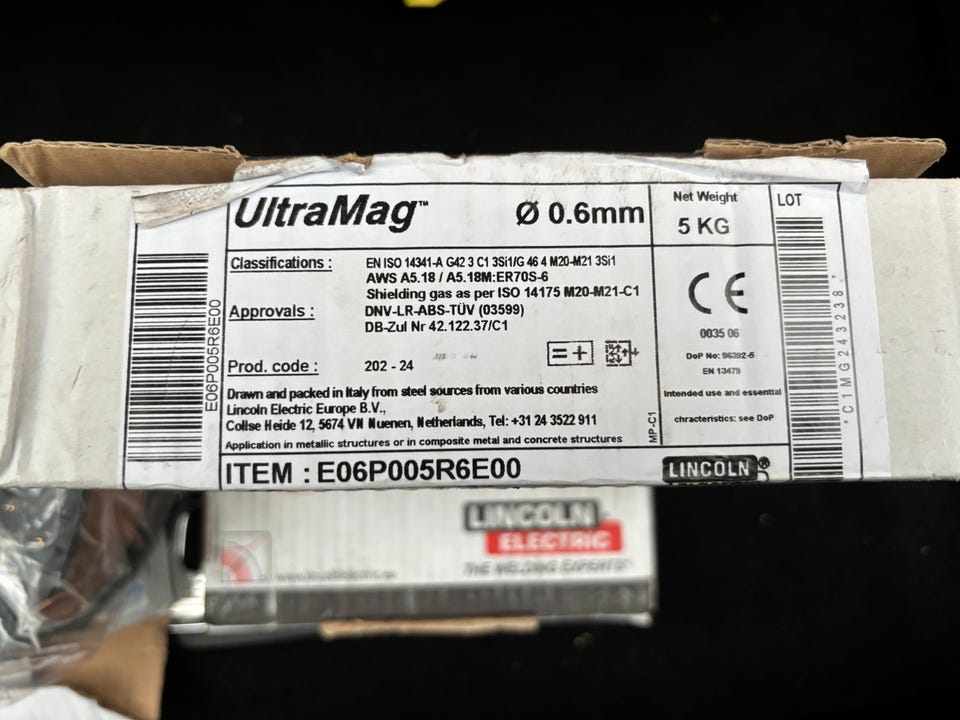 UltraMag™
Ø 0.6mm
Net Weight
5 KG
LOT
Classifications :
EN ISO 14341-A G42 3 C1 3Si1/G 46 4 M20-M21 3Si1
AWS A5.18 / A5.18M:ER70S-6
Shielding gas as per ISO 14175 M20-M21-C1
Approvals :
DNV-LR-ABS-TÜV (03599)
DB-Zul Nr 42.122.37/C1
Prod. code :
202 - 24
=+
Drawn and packed in Italy from steel sources from various countries
Lincoln Electric Europe B.V.,
Collse Heide 12, 5674 VN Nuenen, Netherlands, Tel: +31 24 3522 911
Application in metallic structures or in composite metal and concrete structures
MP-C1
CE
0035 06
DoP No: 96392-6
EN 13479
Intended use and essential
chracteristics: see DoP
E06P005R6E00
*C1MG243238*
ITEM : E06P005R6E00
LINCOLN®
LINCOLN
ELECTRIC
THE WELDING EXPERTS®